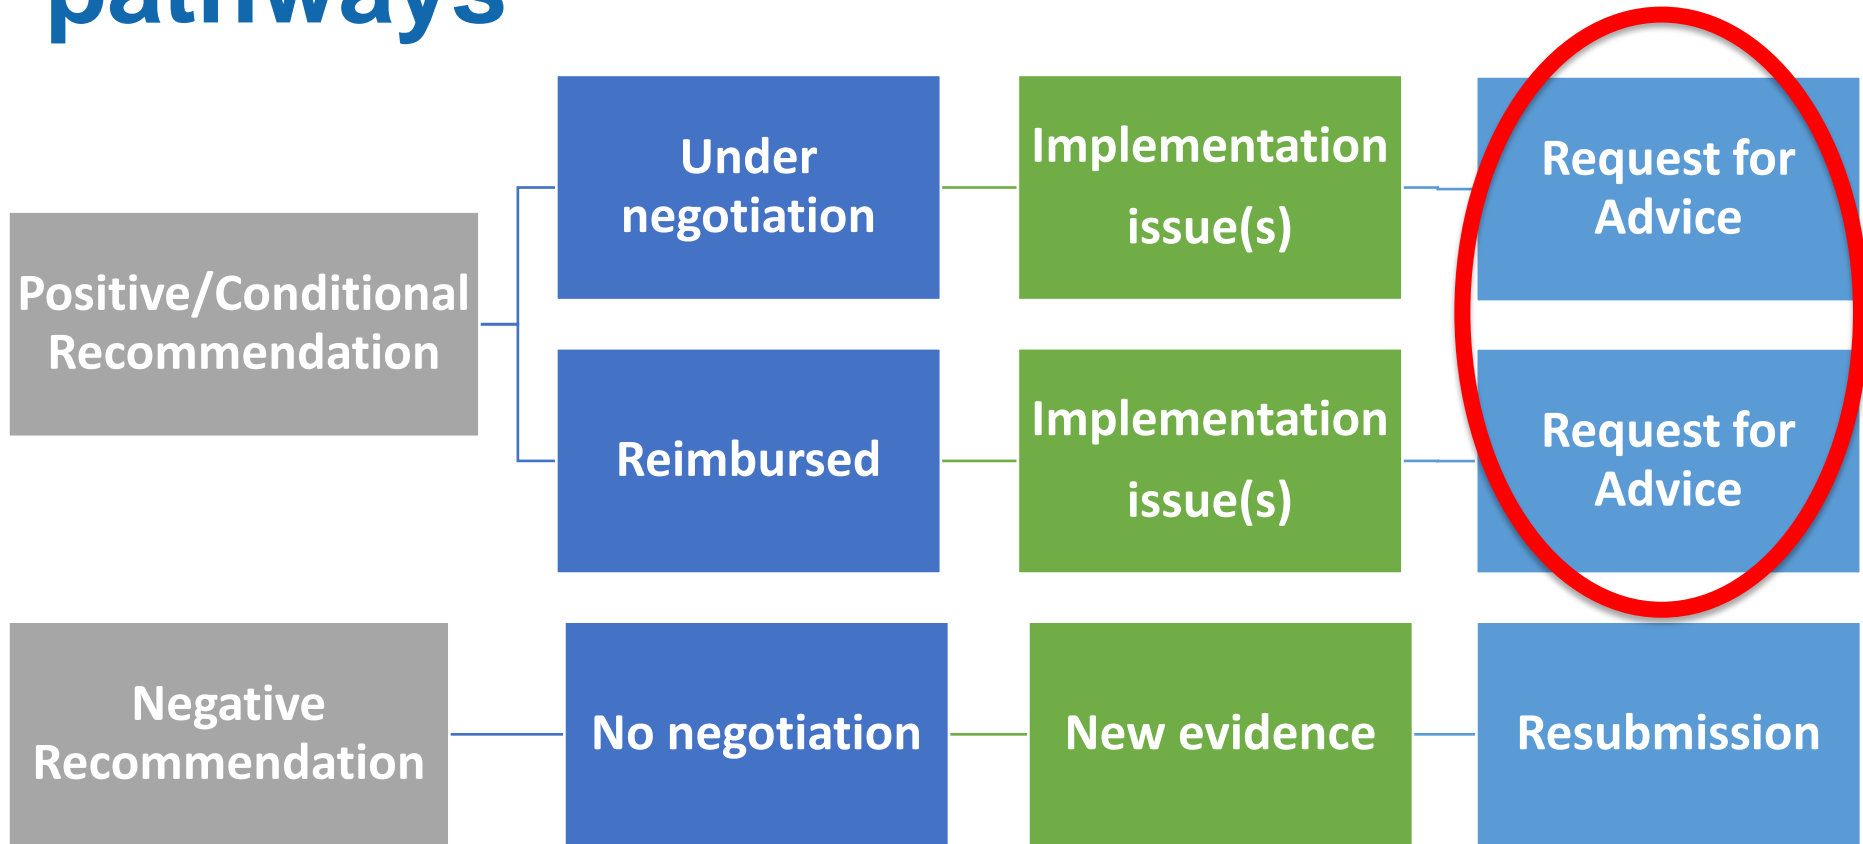 pathways
Under
negotiation
Implementation
issue(s)
Request for
Advice
Positive/Conditional
Recommendation
Reimbursed
Implementation
issue(s)
Request for
Advice
Negative
Recommendation
No negotiation
New evidence
Resubmission